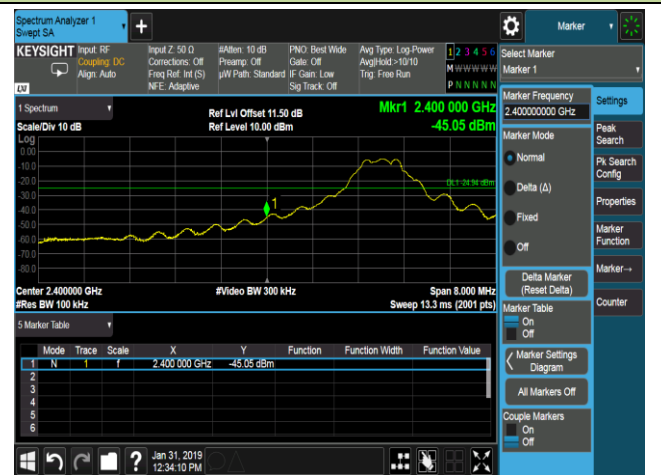 Spectrum Analyzer 1
Swept SA
Marker
KEYSIGHT
Input: RF
Coupling: DC
Align: Auto
Input Z: 50 Ω
Corrections: Off
Freq Ref: Int (S)
NFE: Adaptive
#Atten: 10 dB
Preamp: Off
µW Path: Standard
PNO: Best Wide
Gate: Off
IF Gain: Low
Sig Track: Off
Avg Type: Log-Power
Avg|Hold:>10/10
Trig: Free Run
1 2 3 4 5 6
M W W W W W
P N N N N N
LXI
Select Marker
Marker 1
Marker Frequency
2.400000000 GHz
Settings
1 Spectrum
Scale/Div 10 dB
Ref Lvl Offset 11.50 dB
Ref Level 10.00 dBm
Mkr1 2.400 000 GHz
-45.05 dBm
Log
0.00
-10.0
-20.0
-30.0
-40.0
-50.0
-60.0
-70.0
-80.0
DL1 -24.94 dBm
1
Center 2.400000 GHz
#Res BW 100 kHz
#Video BW 300 kHz
Span 8.000 MHz
Sweep 13.3 ms (2001 pts)
Marker Mode
Normal
Delta (Δ)
Fixed
Off
Delta Marker
(Reset Delta)
Marker Table
On
Off
Marker Settings
Diagram
All Markers Off
Couple Markers
On
Off
Peak
Search
Pk Search
Config
Properties
Marker
Function
Marker→
Counter
5 Marker Table
Mode Trace Scale X Y Function Function Width Function Value
1 N 1 f 2.400 000 GHz -45.05 dBm
2
3
4
5
6
?
Jan 31, 2019
12:34:10 PM